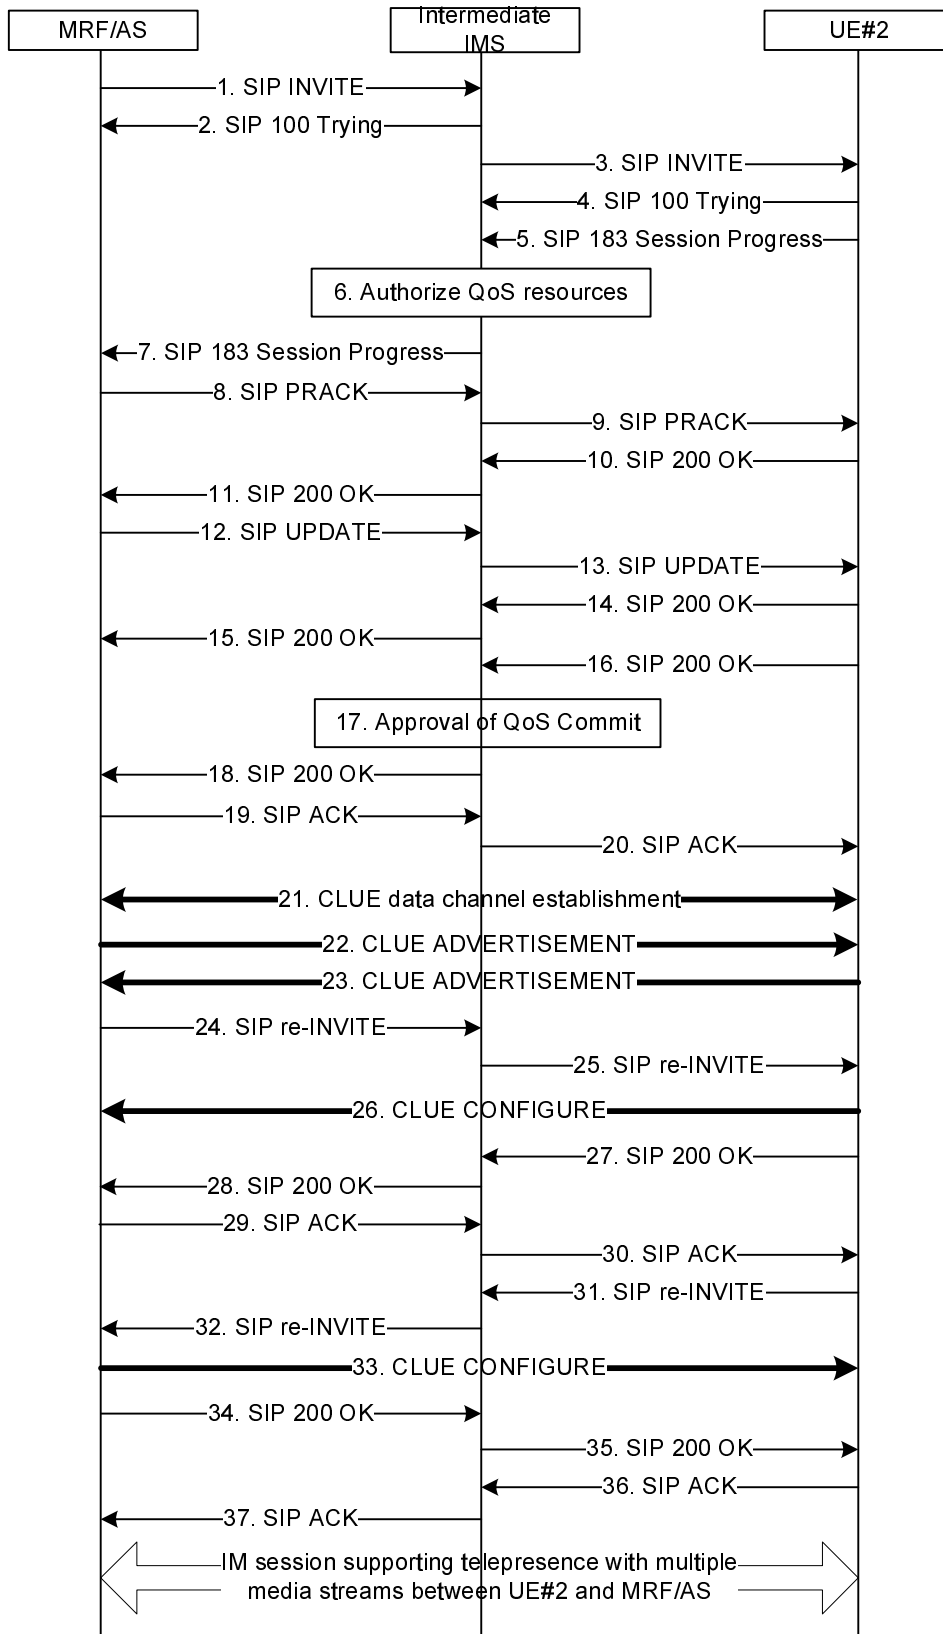 MRF/AS
Intermediate
IMS
UE#2
1. SIP INVITE
2. SIP 100 Trying
3. SIP INVITE
4. SIP 100 Trying
5. SIP 183 Session Progress
6. Authorize QoS resources
7. SIP 183 Session Progress
8. SIP PRACK
9. SIP PRACK
10. SIP 200 OK
11. SIP 200 OK
12. SIP UPDATE
13. SIP UPDATE
14. SIP 200 OK
15. SIP 200 OK
16. SIP 200 OK
17. Approval of QoS Commit
18. SIP 200 OK
19. SIP ACK
20. SIP ACK
21. CLUE data channel establishment
22. CLUE ADVERTISEMENT
23. CLUE ADVERTISEMENT
24. SIP re-INVITE
25. SIP re-INVITE
26. CLUE CONFIGURE
27. SIP 200 OK
28. SIP 200 OK
29. SIP ACK
30. SIP ACK
31. SIP re-INVITE
32. SIP re-INVITE
33. CLUE CONFIGURE
34. SIP 200 OK
35. SIP 200 OK
36. SIP ACK
37. SIP ACK
IM session supporting telepresence with multiple
media streams between UE#2 and MRF/AS